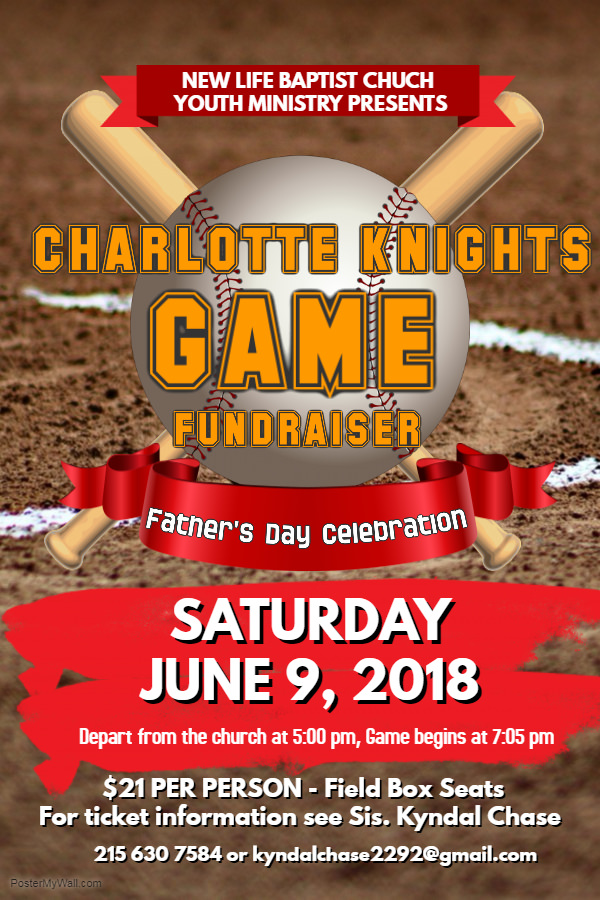 NEW LIFE BAPTIST CHUCH
YOUTH MINISTRY PRESENTS
CHARLOTTE KNIGHTS
GAME
FUNDRAISER
Father's Day Celebration
SATURDAY
JUNE 9, 2018
Depart from the church at 5:00 pm, Game begins at 7:05 pm
$21 PER PERSON - Field Box Seats
For ticket information see Sis. Kyndal Chase
215 630 7584 or kyndalchase2292@gmail.com
PosterMyWall.com